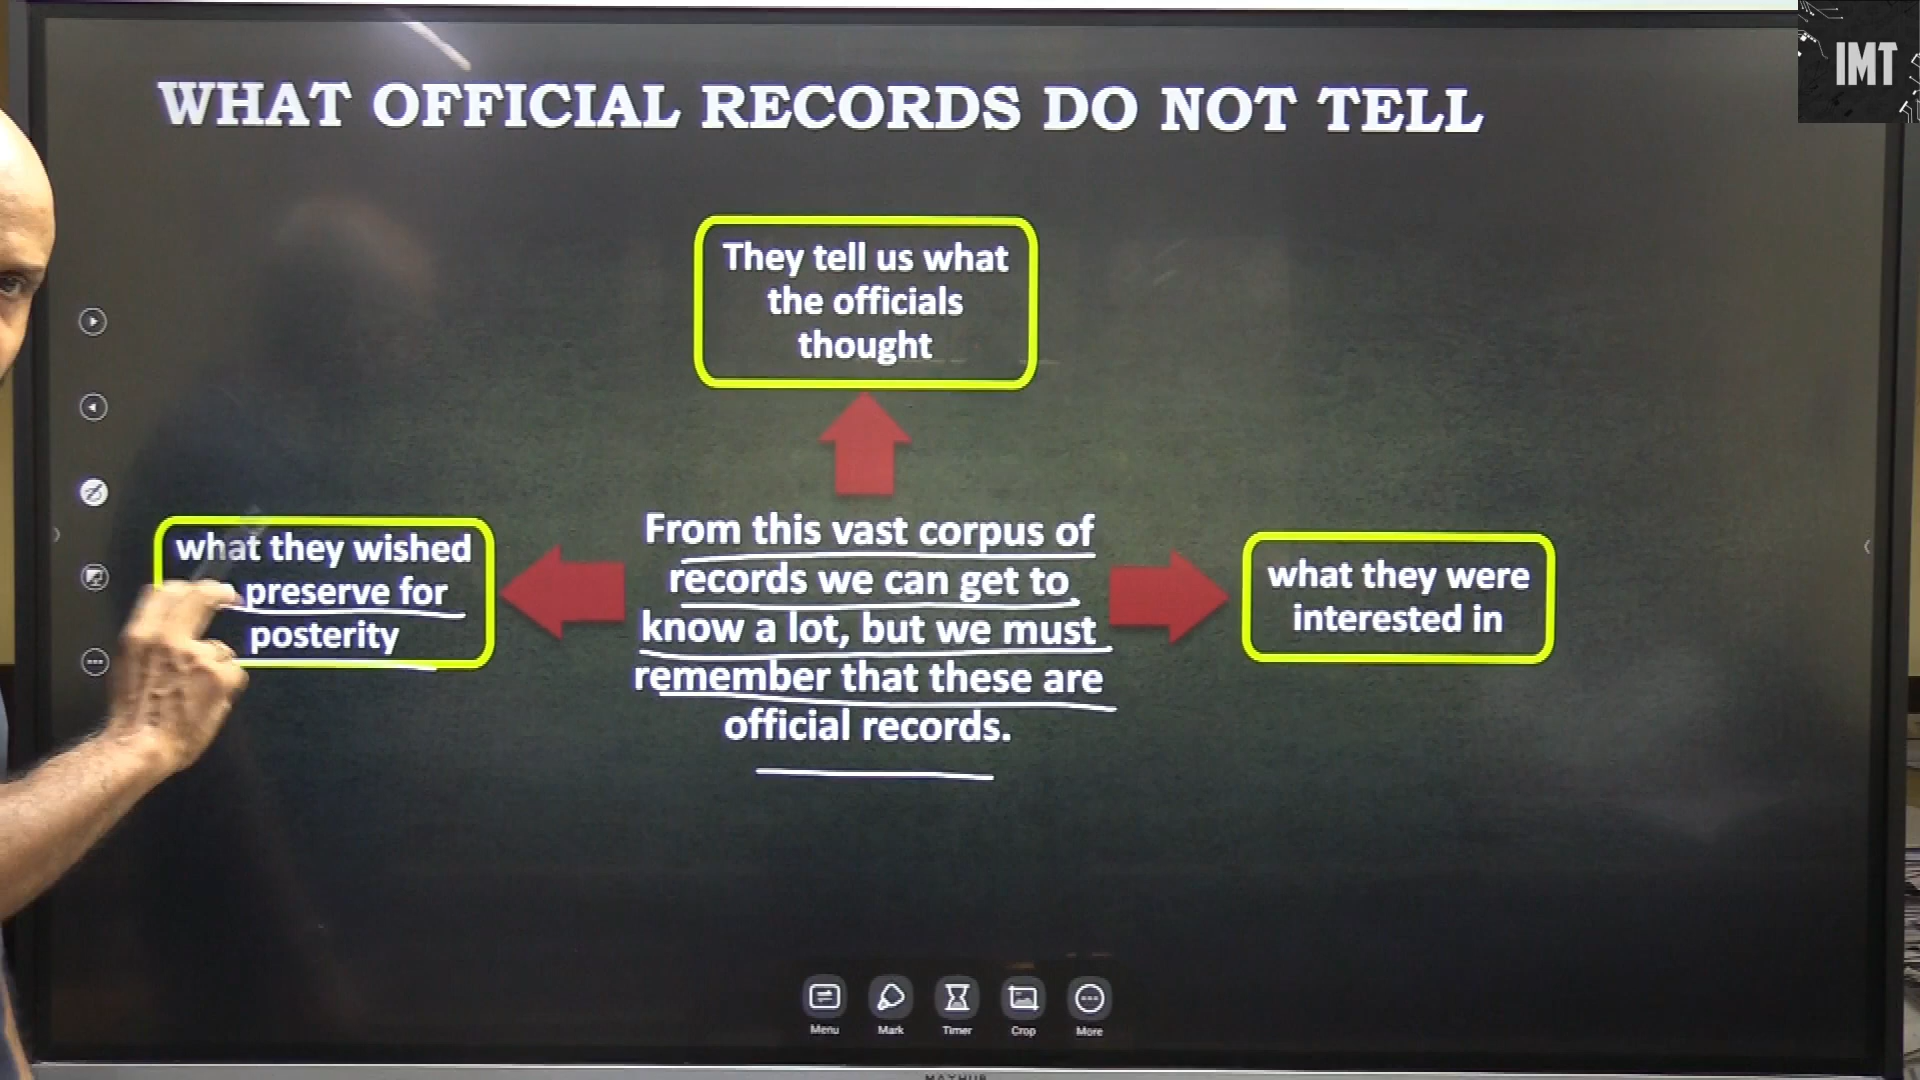 IMT
WHAT OFFICIAL RECORDS DO NOT TELL
They tell us what
the officials
thought
what they wished
preserve for
posterity
From this vast corpus of
records we can get to
know a lot, but we must
remember that these are
official records.
what they were
interested in
Menu
Mark
Timer
Crop
More